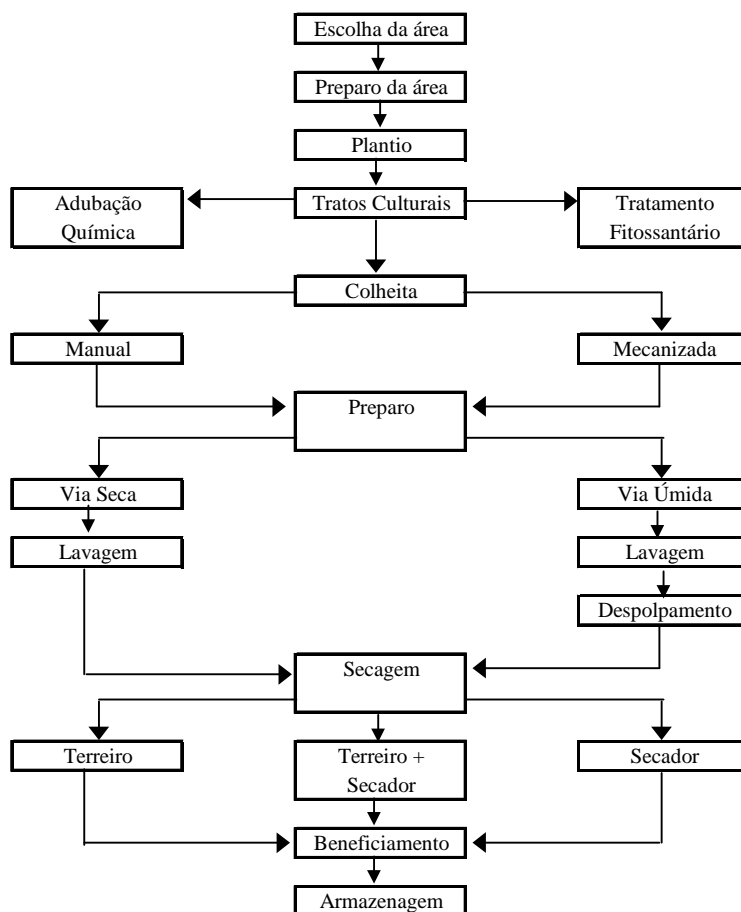 Escolha da área
Preparo da área
Plantio
Adubação
Química
Tratos Culturais
Tratamento
Fitossantário
Colheita
Manual
Mecanizada
Preparo
Via Seca
Via Úmida
Lavagem
Lavagem
Despolpamento
Secagem
Terreiro
Terreiro +
Secador
Secador
Beneficiamento
Armazenagem